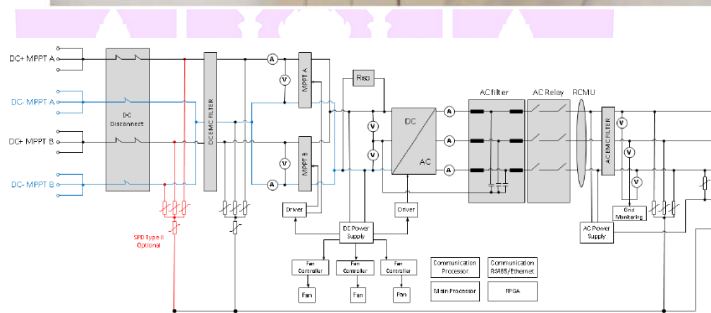 DC+ MPPT A
DC- MPPT A
DC+ MPPT B
DC- MPPT B
DC
Disconnect
SPD Type II
Optional
DC EMC FILTER
A
V
A
V
MPPT A
MPPT B
Driver
V
V
DC Power
Supply
Driver
Fan
Controller
Fan
Controller
Fan
Controller
Fan
Fan
Fan
DC
AC
A
A
A
AC filter
AC Relay
RCMU
AC EMC FILTER
V
V
V
Grid
Monitoring
AC Power
Supply
Communication
Processor
Communication
RS485/Ethernet
Main Processor
FPGA